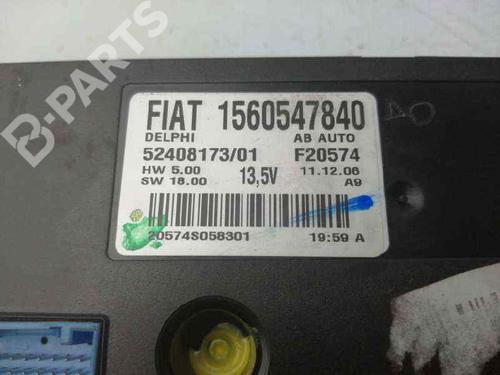 B-PARTS
FIAT 1560547840
DELPHI AB AUTO
52408173/01 F20574
HW 5.00 13,5V 11.12.06
SW 18.00 A9
20574S058301 19:59 A